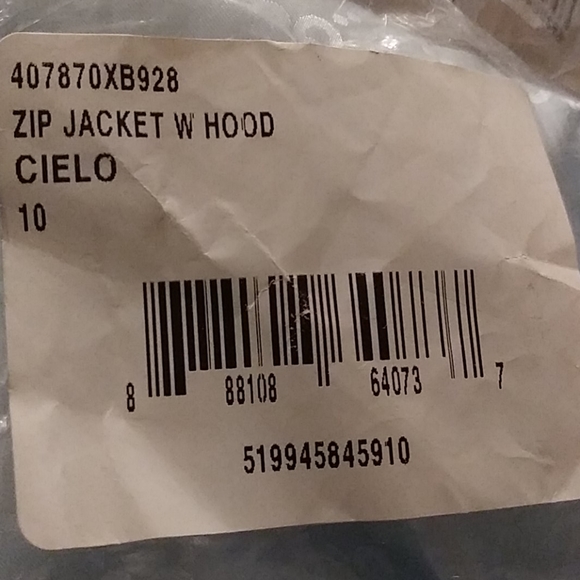 407870XB928
ZIP JACKET W HOOD
CIELO
10
8 88108 64073 7
519945845910